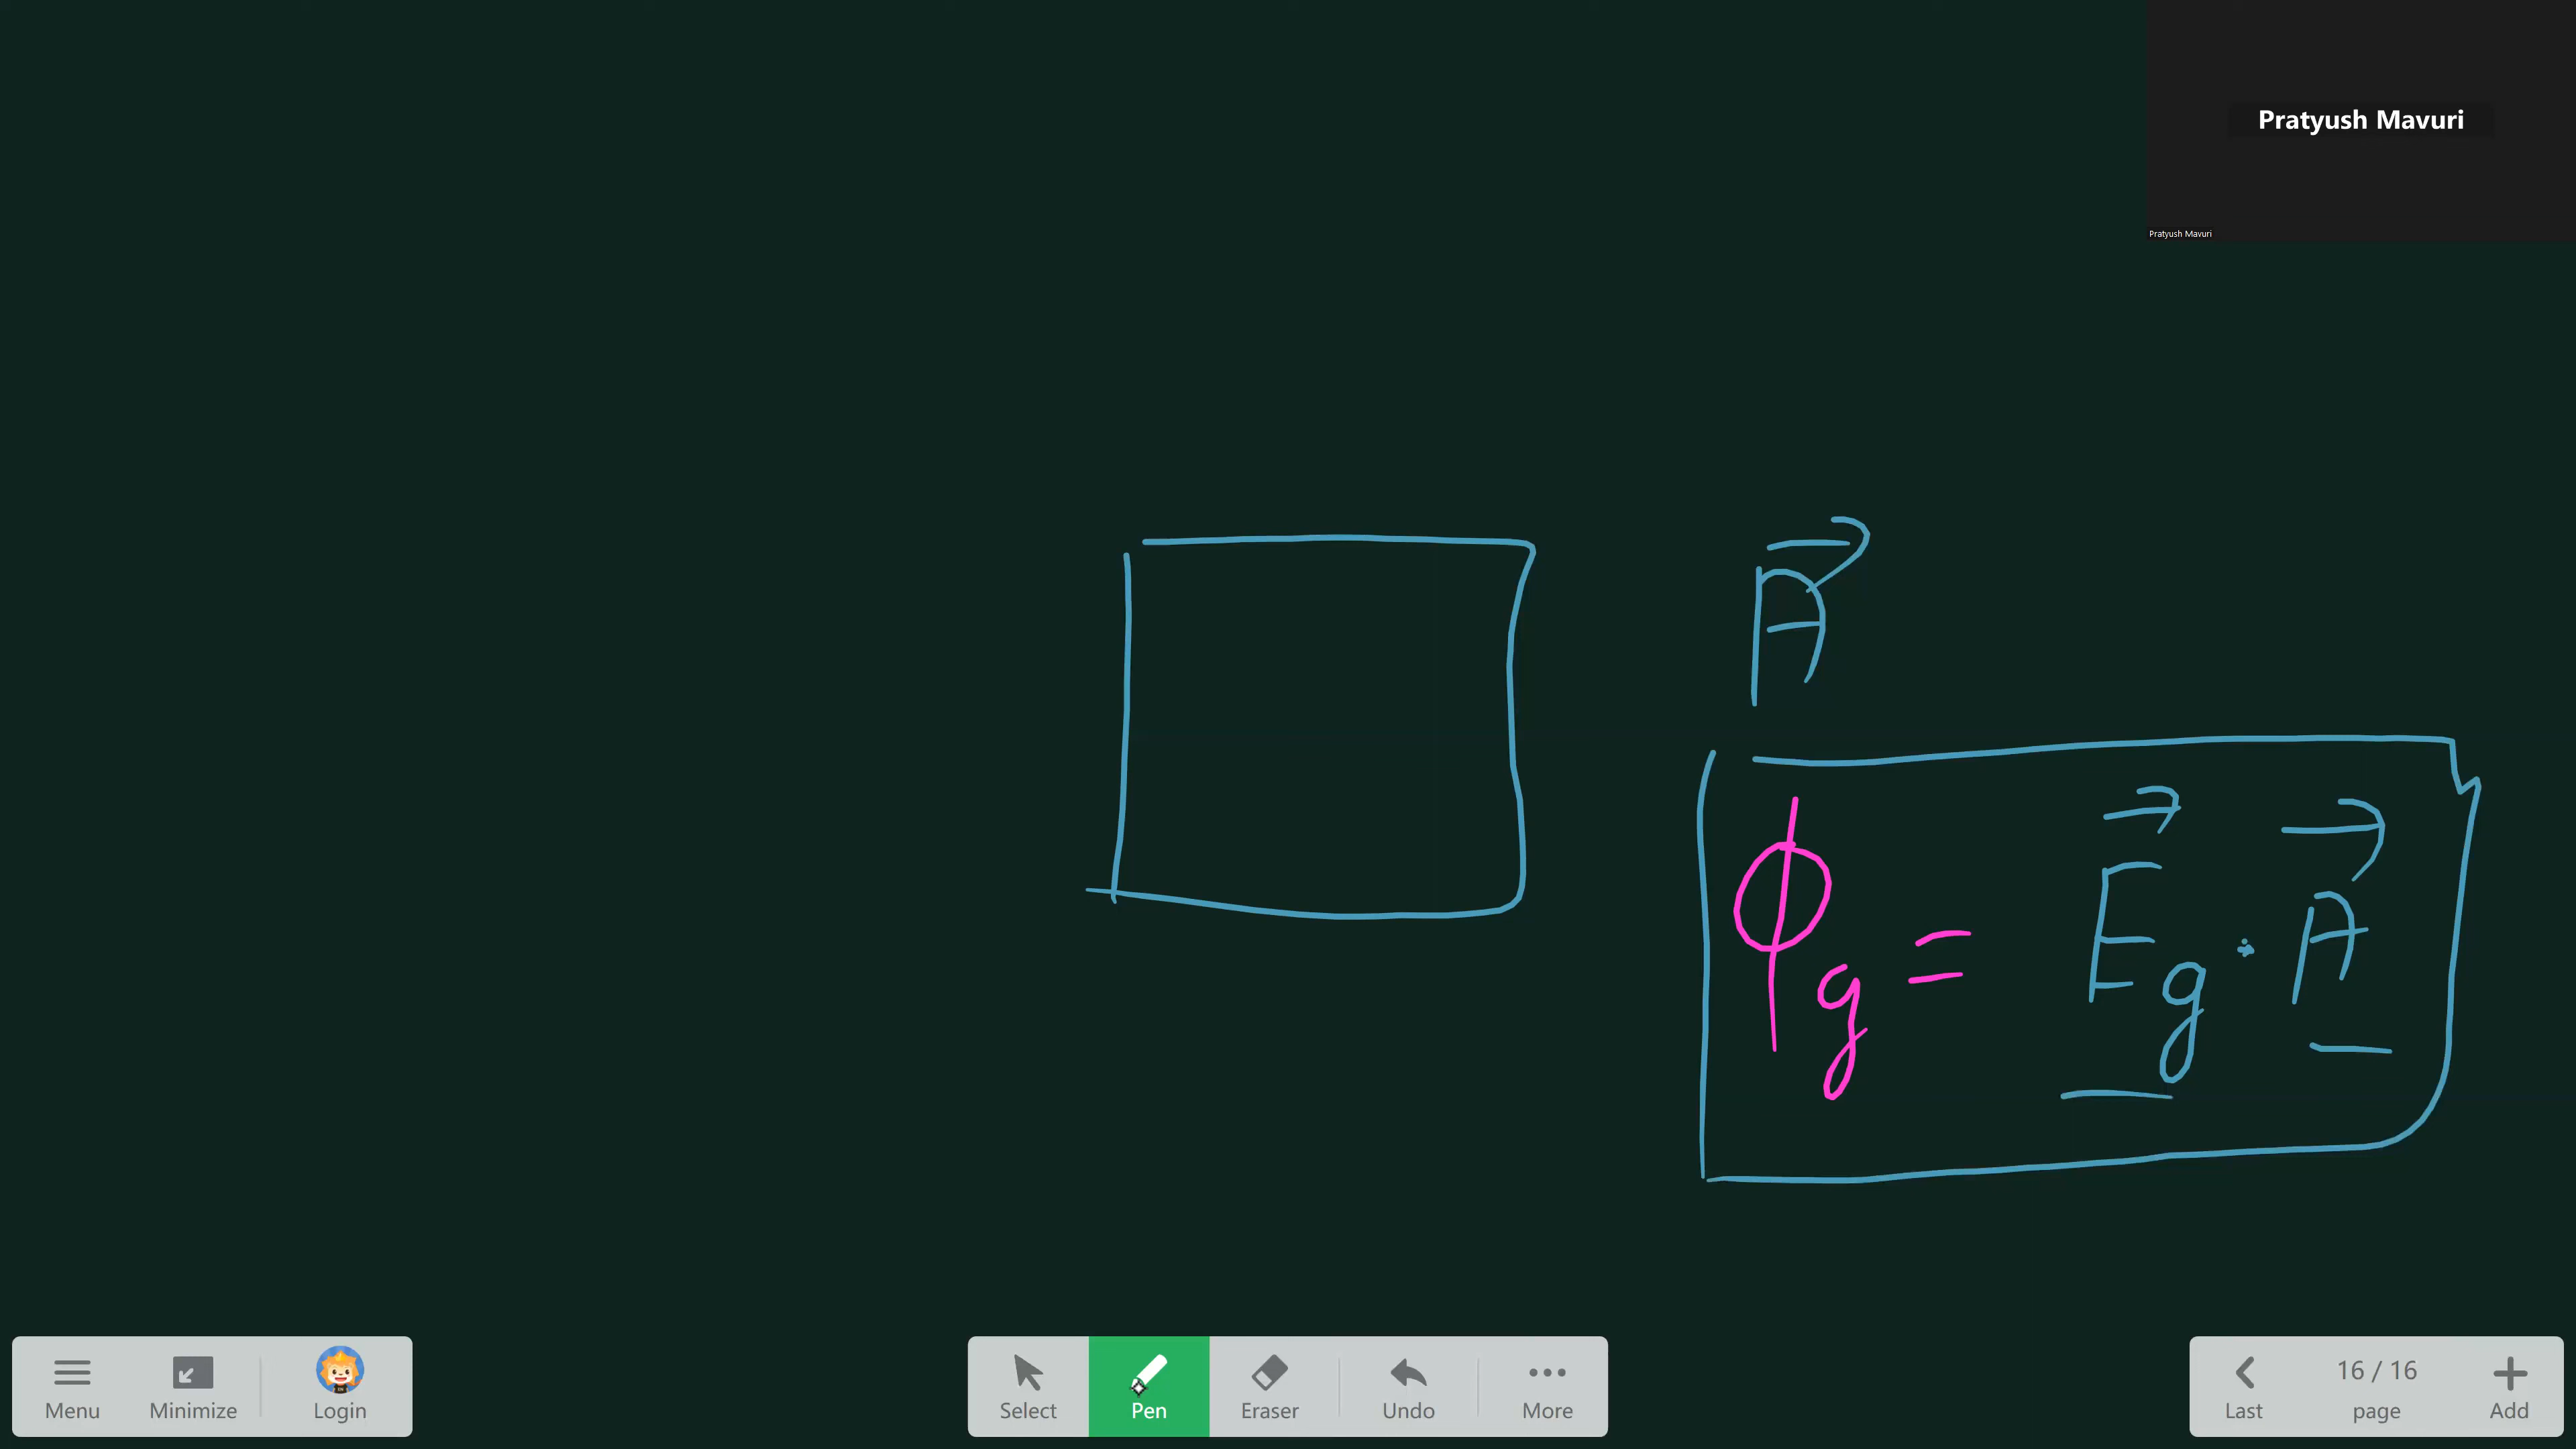 Pratyush Mavuri
Pratyush Mavuri
A⃗
ϕg = E⃗g · A⃗
Menu Minimize Login Select Pen Eraser Undo More Last 16 / 16 page Add